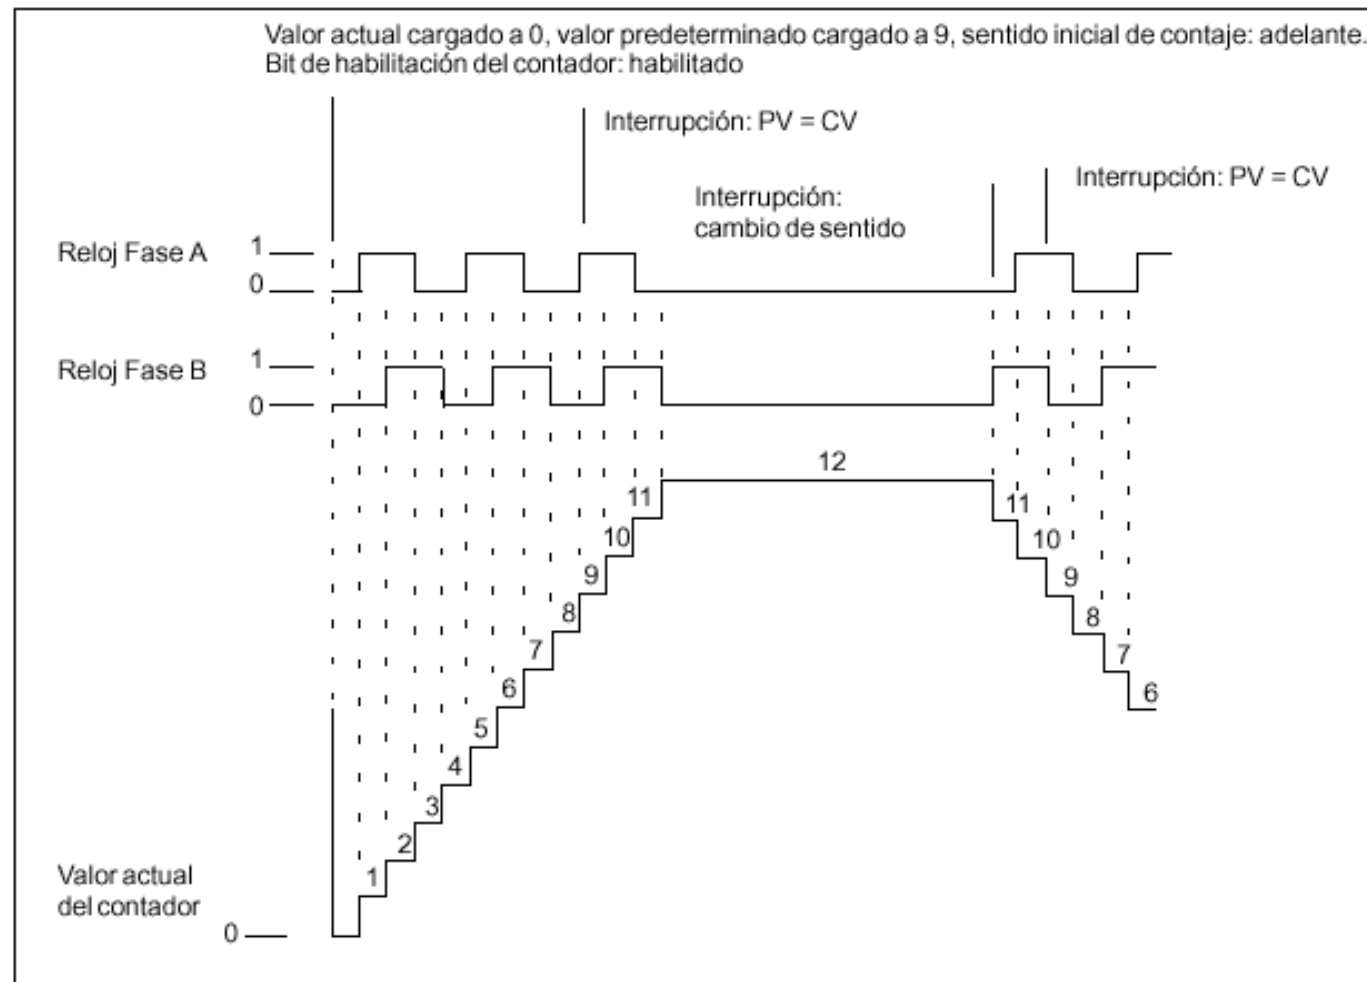 Valor actual cargado a 0, valor predeterminado cargado a 9, sentido inicial de contaje: adelante.
Bit de habilitación del contador: habilitado
Interrupción: PV = CV
Interrupción: PV = CV
Interrupción:
cambio de sentido
Reloj Fase A
1
0
Reloj Fase B
1
0
12
11
11
10
10
9
9
8
8
7
7
6
6
5
4
3
2
1
Valor actual
del contador
0